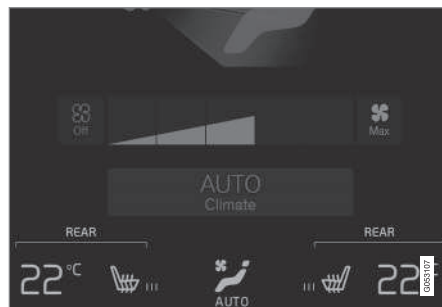 Off
Max
AUTO
Climate
REAR REAR
22°C 22°C
AUTO
G053107